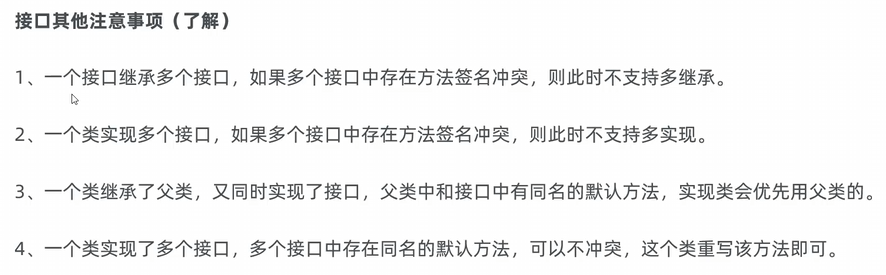 接口其他注意事项（了解）
1、一个接口继承多个接口，如果多个接口中存在方法签名冲突，则此时不支持多继承。
2、一个类实现多个接口，如果多个接口中存在方法签名冲突，则此时不支持多实现。
3、一个类继承了父类，又同时实现了接口，父类中和接口中有同名的默认方法，实现类会优先用父类的。
4、一个类实现了多个接口，多个接口中存在同名的默认方法，可以不冲突，这个类重写该方法即可。